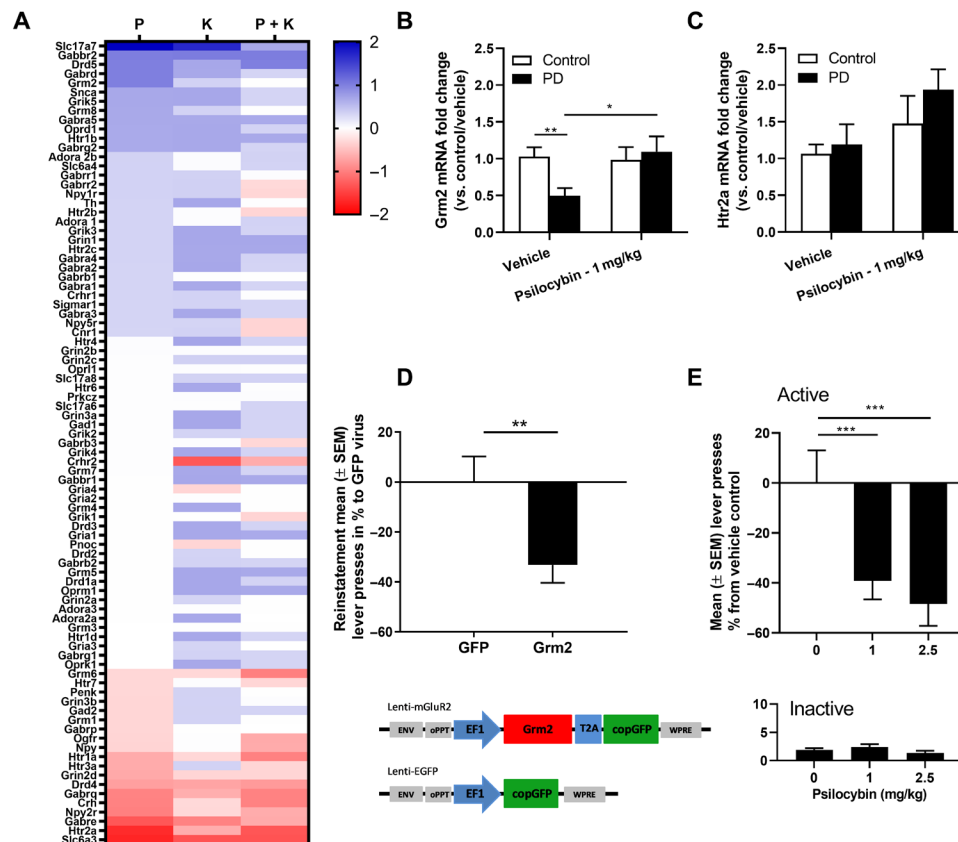 A
P K P + K
Slc17a7
Gabbr2
Drd5
Gabrd
Grm2
Snca
Grik5
Grm8
Gabra5
Oprd1
Htr1b
Gabrg2
Adora 2b
Slc6a4
Gabrr1
Gabrr2
Npy1r
Th
Htr2b
Adora 1
Grik3
Grin1
Htr2c
Gabra4
Gabra2
Gabrb1
Gabra1
Crhr1
Sigmar1
Gabra3
Npy5r
Cnr1
Htr4
Grin2b
Grin2c
Oprl1
Slc17a8
Htr6
Prkcz
Slc17a6
Grin3a
Gad1
Grik2
Gabrb3
Grik4
Crhr2
Grm7
Gabbr1
Gria4
Gria2
Grm4
Grik1
Drd3
Gria1
Pnoc
Drd2
Gabrb2
Grm5
Drd1a
Oprm1
Grin2a
Adora3
Adora2a
Grm3
Htr1d
Gria3
Gabrg1
Oprk1
Grm6
Htr7
Penk
Grin3b
Gad2
Grm1
Gabrp
Ogfr
Npy
Htr1a
Htr3a
Grin2d
Drd4
Gabrq
Crh
Npy2r
Gabre
Htr2a
Slc6a3
2
1
0
−1
−2
B
Grm2 mRNA fold change
(vs. control/vehicle)
2.5
2.0
1.5
1.0
0.5
0.0
Control
PD
**
*
Vehicle
Psilocybin - 1 mg/kg
C
Htr2a mRNA fold change
(vs. control/vehicle)
2.5
2.0
1.5
1.0
0.5
0.0
Control
PD
Vehicle
Psilocybin - 1 mg/kg
D
Reinstatement mean (± SEM)
lever presses in % to GFP virus
20
0
−20
−40
−60
**
GFP Grm2
Lenti-mGluR2
ENV oPPT EF1 Grm2 T2A copGFP WPRE
Lenti-EGFP
ENV oPPT EF1 copGFP WPRE
E
Active
Mean (± SEM) lever presses
% from vehicle control
20
0
−20
−40
−60
***
***
0 1 2.5
Inactive
10
5
0
0 1 2.5
Psilocybin (mg/kg)